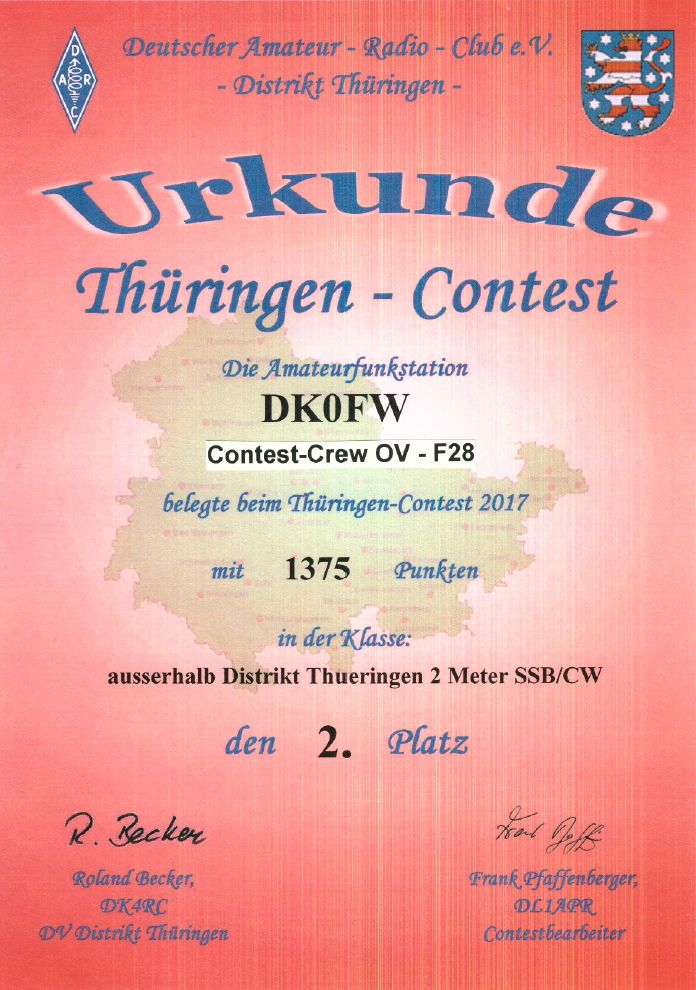 D
A R
C
Deutscher Amateur - Radio - Club e.V.
- Distrikt Thüringen -
Urkunde
Thüringen - Contest
Die Amateurfunkstation
DK0FW
Contest-Crew OV - F28
belegte beim Thüringen-Contest 2017
mit 1375 Punkten
in der Klasse:
ausserhalb Distrikt Thueringen 2 Meter SSB/CW
den 2. Platz
R. Becker
Roland Becker,
DK4RC
DV Distrikt Thüringen
Frank Pfaffenberger,
DL1APR
Contestbearbeiter